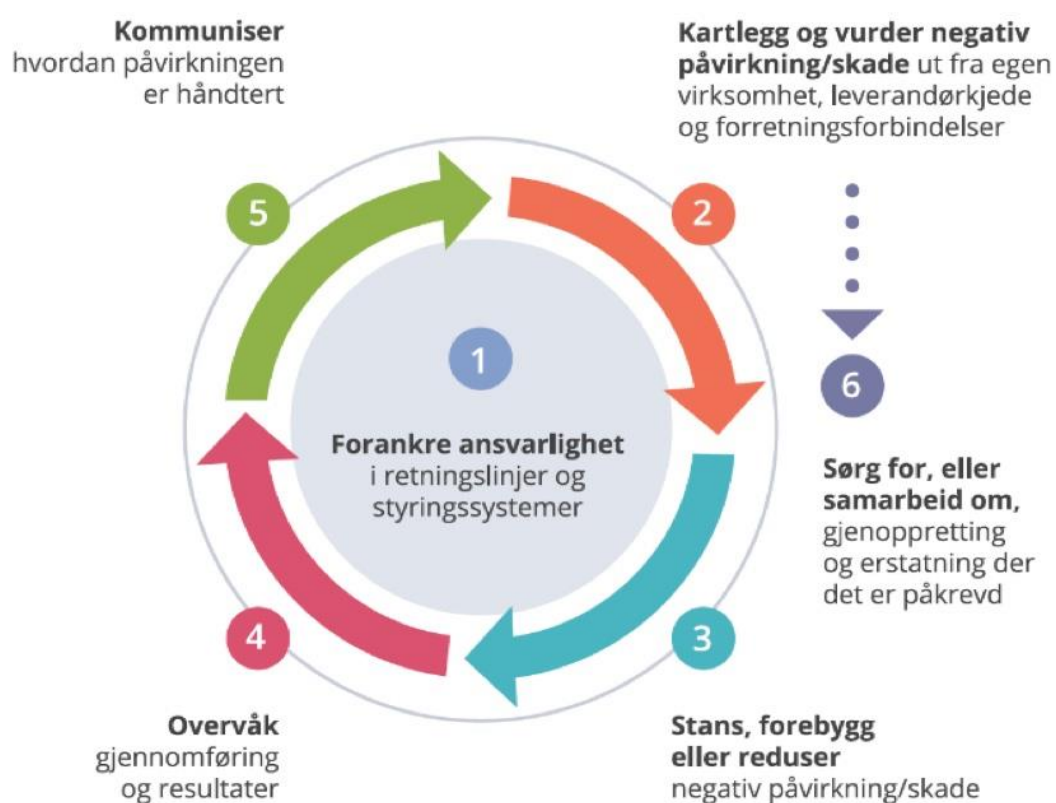 1
Forankre ansvarlighet
i retningslinjer og
styringssystemer
2
Kartlegg og vurder negativ
påvirkning/skade ut fra egen
virksomhet, leverandørkjede
og forretningsforbindelser
3
Stans, forebygg
eller reduser
negativ påvirkning/skade
4
Overvåk
gjennomføring
og resultater
5
Kommuniser
hvordan påvirkningen
er håndtert
6
Sørg for, eller
samarbeid om,
gjenoppretting
og erstatning der
det er påkrevd